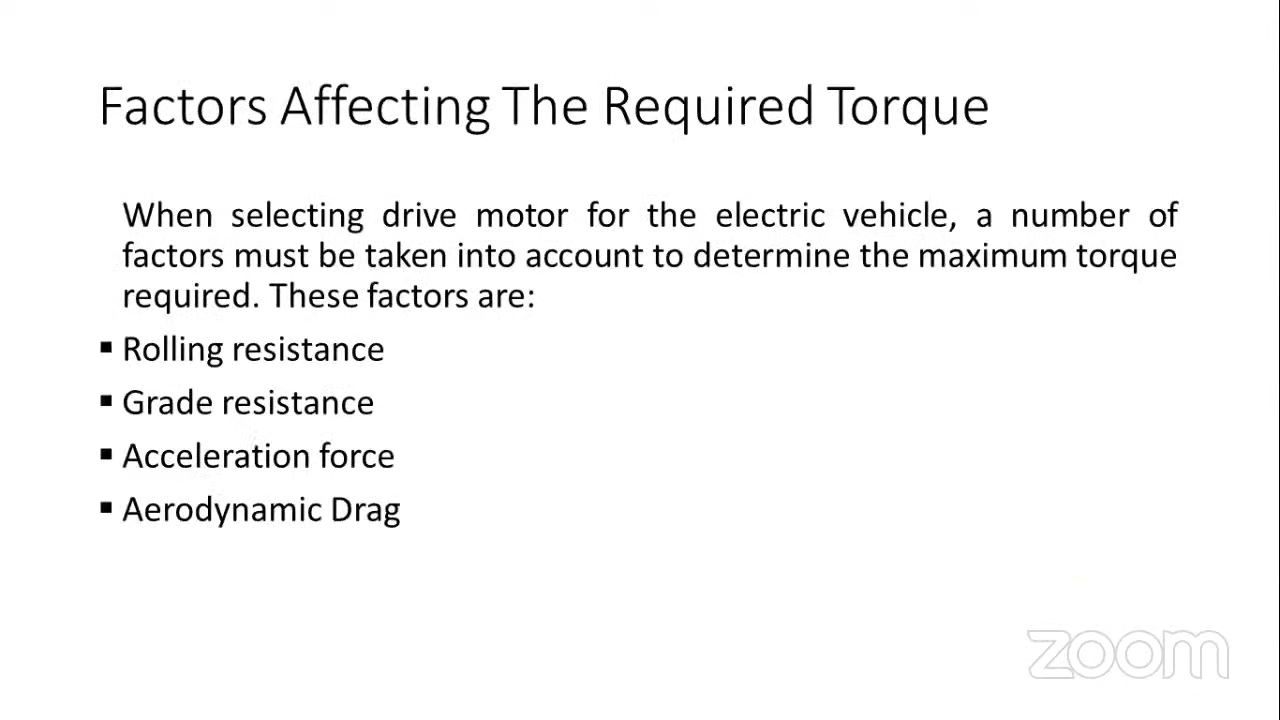 Factors Affecting The Required Torque
When selecting drive motor for the electric vehicle, a number of
factors must be taken into account to determine the maximum torque
required. These factors are:
▪ Rolling resistance
▪ Grade resistance
▪ Acceleration force
▪ Aerodynamic Drag
zoom